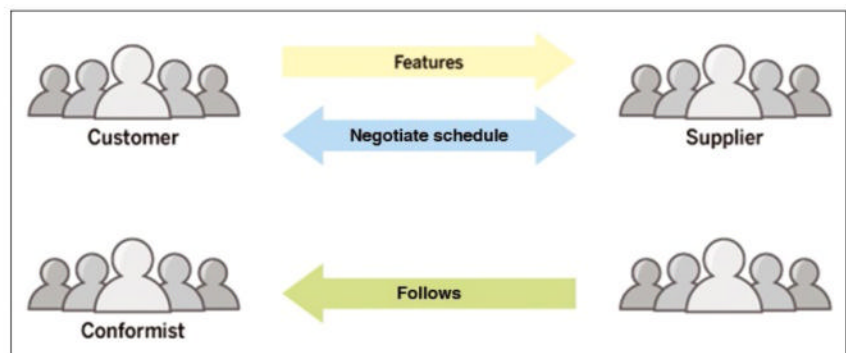 Features
Customer
Negotiate schedule
Supplier
Follows
Conformist